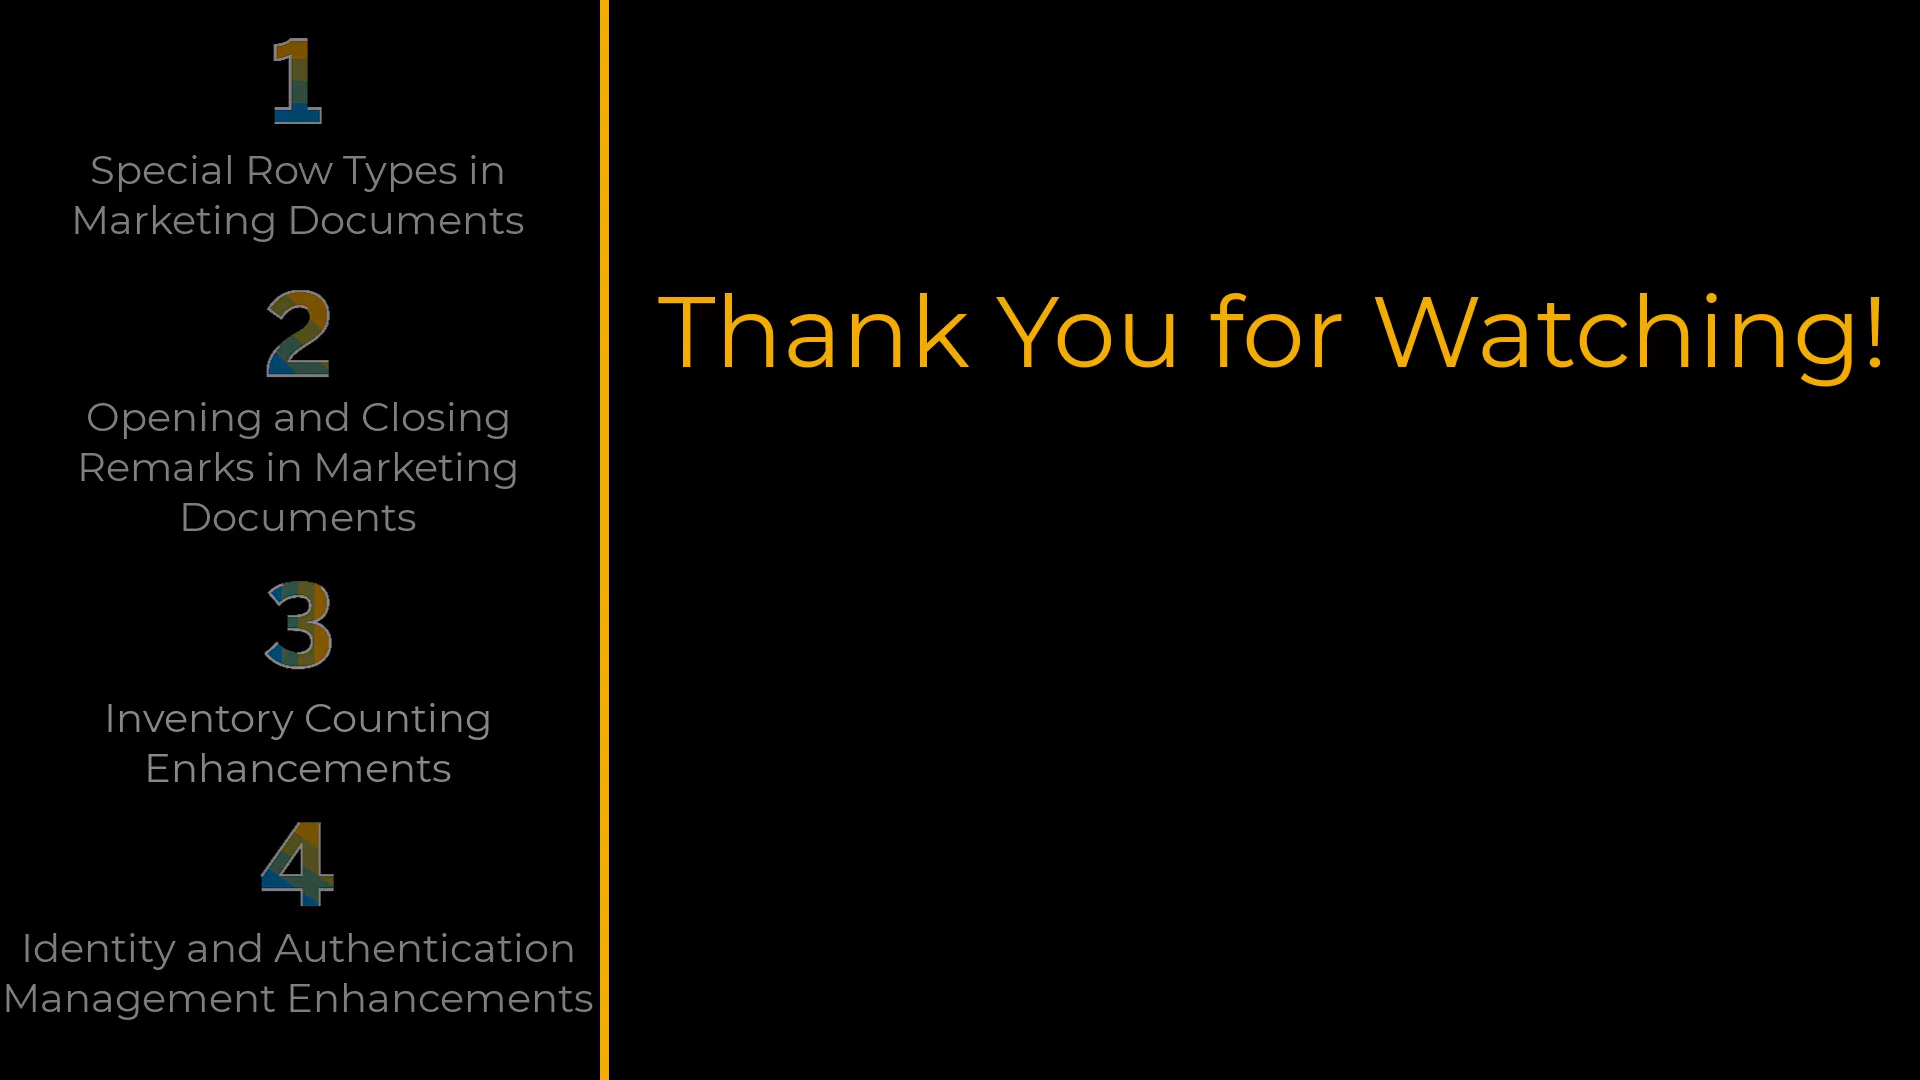 1
Special Row Types in
Marketing Documents
2
Opening and Closing
Remarks in Marketing
Documents
3
Inventory Counting
Enhancements
4
Identity and Authentication
Management Enhancements
Thank You for Watching!